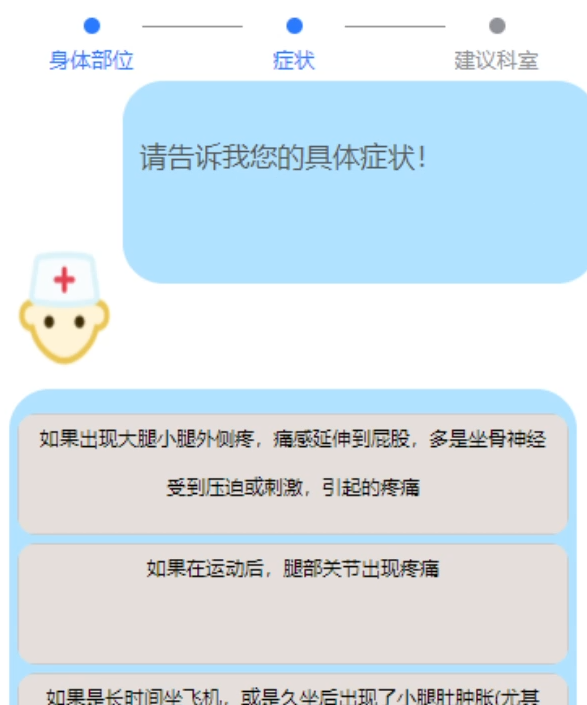 身体部位 症状 建议科室
请告诉我您的具体症状！
如果出现大腿小腿外侧疼，痛感延伸到屁股，多是坐骨神经
受到压迫或刺激，引起的疼痛
如果在运动后，腿部关节出现疼痛
如果是长时间坐飞机，或是久坐后出现了小腿肚肿胀(尤其